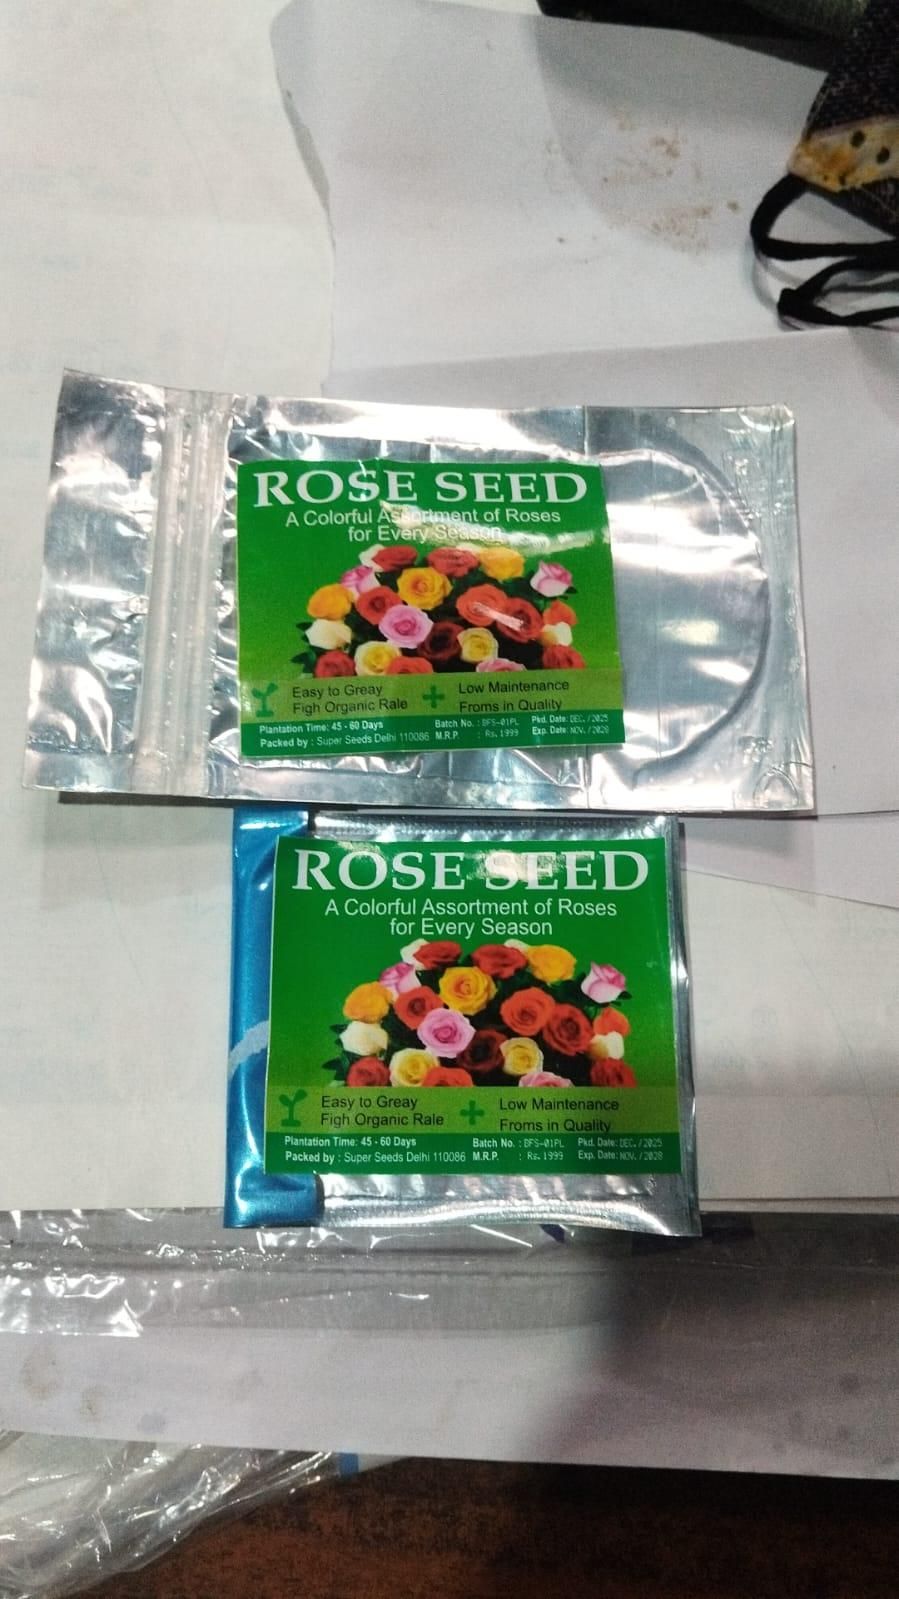 ROSE SEED
A Colorful Assortment of Roses
for Every Season
Easy to Greay
Figh Organic Rale
Low Maintenance
Froms in Quality
Plantation Time: 45 - 60 Days
Packed by : Super Seeds Delhi 110086
Batch No. : BFS-01PL
M.R.P. : Rs. 1999
Pkd. Date: DEC. /2025
Exp. Date: NOV. /2028
ROSE SEED
A Colorful Assortment of Roses
for Every Season
Easy to Greay
Figh Organic Rale
Low Maintenance
Froms in Quality
Plantation Time: 45 - 60 Days
Packed by : Super Seeds Delhi 110086
Batch No. : BFS-01PL
M.R.P. : Rs. 1999
Pkd. Date: DEC. /2025
Exp. Date: NOV. /2028